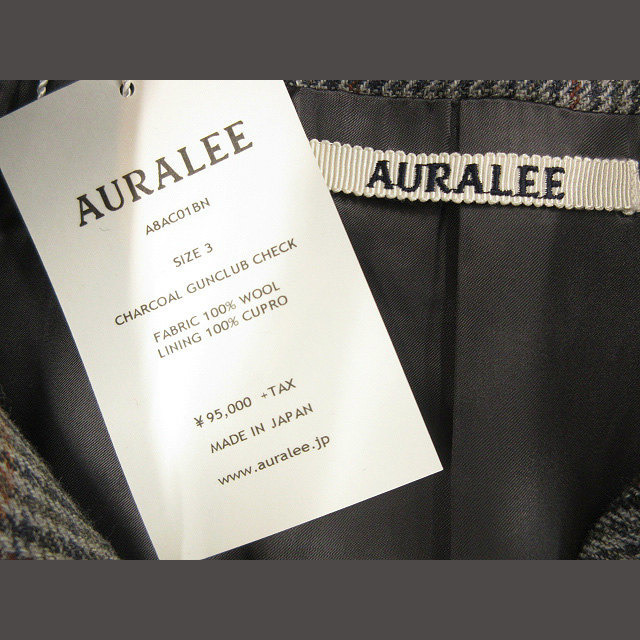 AURALEE
A8AC01BN
SIZE 3
CHARCOAL GUNCLUB CHECK
FABRIC 100% WOOL
LINING 100% CUPRO
¥95,000 +TAX
MADE IN JAPAN
www.auralee.jp
AURALEE